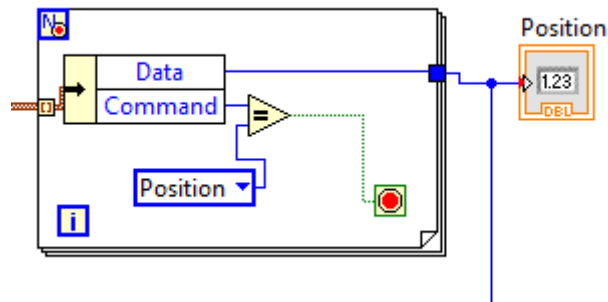 N
Position
Data
1.23
Command
DBL
=
Position
i